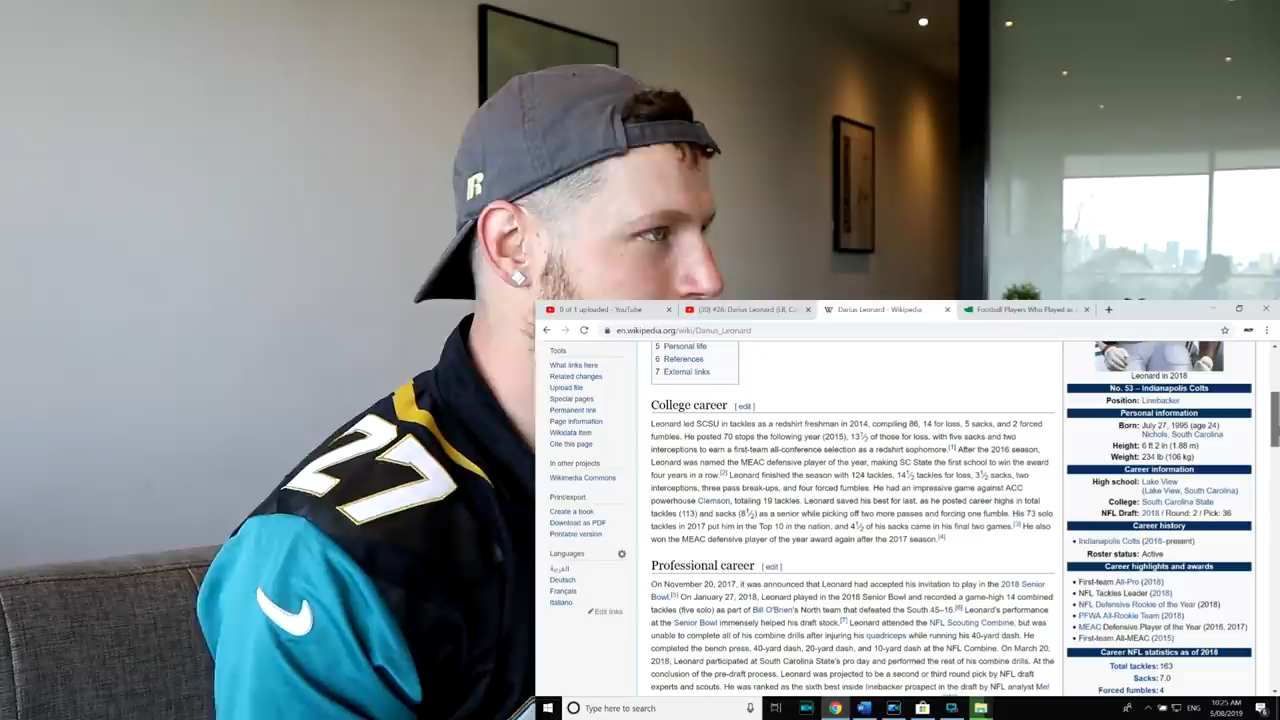 R
0 of 1 uploaded - YouTube
(30) #26: Darius Leonard (LB, Co
Darius Leonard - Wikipedia
Football Players Who Played as
en.wikipedia.org/wiki/Darius_Leonard
Tools
What links here
Related changes
Upload file
Special pages
Permanent link
Page information
Wikidata item
Cite this page
In other projects
Wikimedia Commons
Print/export
Create a book
Download as PDF
Printable version
Languages
العربية
Deutsch
Français
Italiano
Edit links
5 Personal life
6 References
7 External links
College career [ edit ]
Leonard led SCSU in tackles as a redshirt freshman in 2014, compiling 86, 14 for loss, 5 sacks, and 2 forced
fumbles. He posted 70 stops the following year (2015), 13½ of those for loss, with five sacks and two
interceptions to earn a first-team all-conference selection as a redshirt sophomore.[1] After the 2016 season,
Leonard was named the MEAC defensive player of the year, making SC State the first school to win the award
four years in a row.[2] Leonard finished the season with 124 tackles, 14½ tackles for loss, 3½ sacks, two
interceptions, three pass break-ups, and four forced fumbles. He had an impressive game against ACC
powerhouse Clemson, totaling 19 tackles. Leonard saved his best for last, as he posted career highs in total
tackles (113) and sacks (8½) as a senior while picking off two more passes and forcing one fumble. His 73 solo
tackles in 2017 put him in the Top 10 in the nation, and 4½ of his sacks came in his final two games.[3] He also
won the MEAC defensive player of the year award again after the 2017 season.[4]
Professional career [ edit ]
On November 20, 2017, it was announced that Leonard had accepted his invitation to play in the 2018 Senior
Bowl.[5] On January 27, 2018, Leonard played in the 2018 Senior Bowl and recorded a game-high 14 combined
tackles (five solo) as part of Bill O'Brien's North team that defeated the South 45–16.[6] Leonard's performance
at the Senior Bowl immensely helped his draft stock.[7] Leonard attended the NFL Scouting Combine, but was
unable to complete all of his combine drills after injuring his quadriceps while running his 40-yard dash. He
completed the bench press, 40-yard dash, 20-yard dash, and 10-yard dash at the NFL Combine. On March 20,
2018, Leonard participated at South Carolina State's pro day and performed the rest of his combine drills. At the
conclusion of the pre-draft process, Leonard was projected to be a second or third round pick by NFL draft
experts and scouts. He was ranked as the sixth best inside linebacker prospect in the draft by NFL analyst Mel
Leonard in 2018
No. 53 – Indianapolis Colts
Position: Linebacker
Personal information
Born: July 27, 1995 (age 24)
Nichols, South Carolina
Height: 6 ft 2 in (1.88 m)
Weight: 234 lb (106 kg)
Career information
High school: Lake View
(Lake View, South Carolina)
College: South Carolina State
NFL Draft: 2018 / Round: 2 / Pick: 36
Career history
• Indianapolis Colts (2018–present)
Roster status: Active
Career highlights and awards
• First-team All-Pro (2018)
• NFL Tackles Leader (2018)
• NFL Defensive Rookie of the Year (2018)
• PFWA All-Rookie Team (2018)
• MEAC Defensive Player of the Year (2016, 2017)
• First-team All-MEAC (2015)
Career NFL statistics as of 2018
Total tackles: 163
Sacks: 7.0
Forced fumbles: 4
Type here to search
10:25 AM
5/08/2019